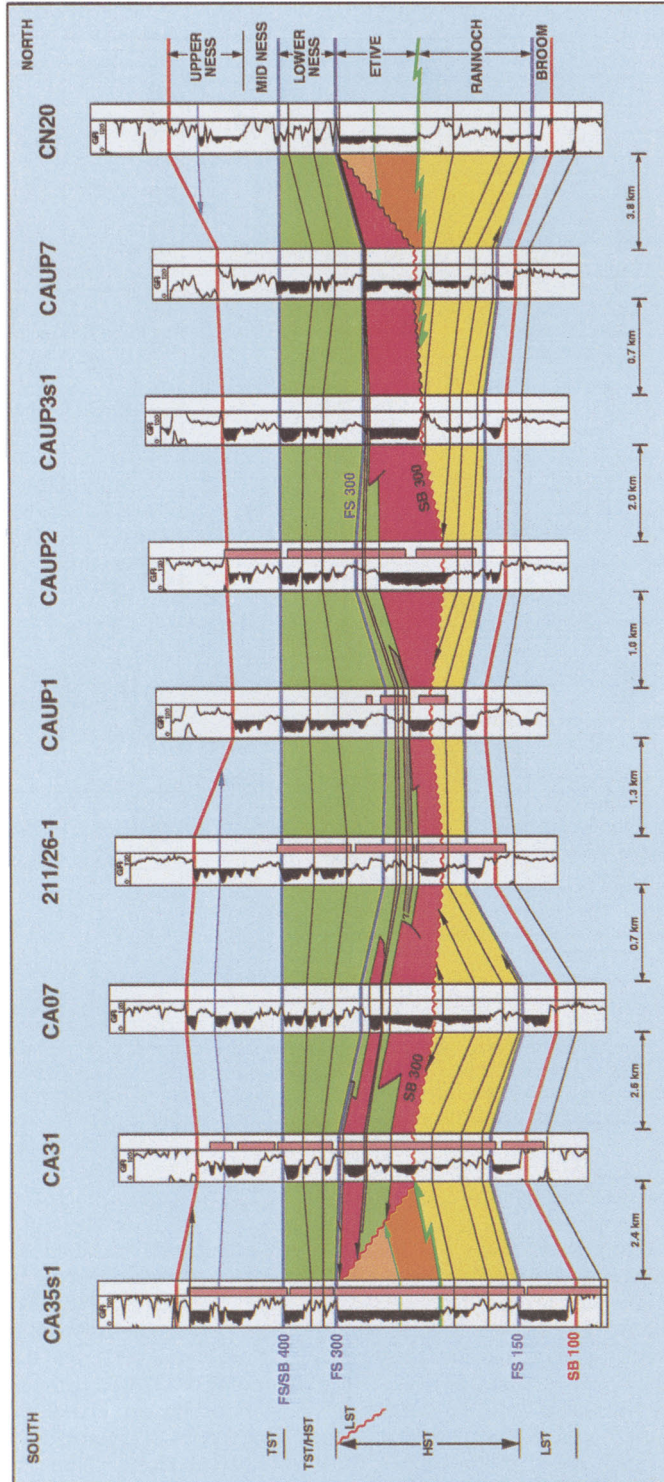 SOUTH
NORTH
CA35s1
CA31
CA07
211/26-1
CAUP1
CAUP2
CAUP3s1
CAUP7
CN20
GR
0 100
UPPER
NESS
MID NESS
LOWER
NESS
ETIVE
RANNOCH
BROOM
TST
TST/HST
LST
HST
LST
FS/SB 400
FS 300
FS 150
SB 100
SB 300
FS 300
SB 300
2.4 km
2.6 km
0.7 km
1.3 km
1.0 km
2.0 km
0.7 km
3.8 km